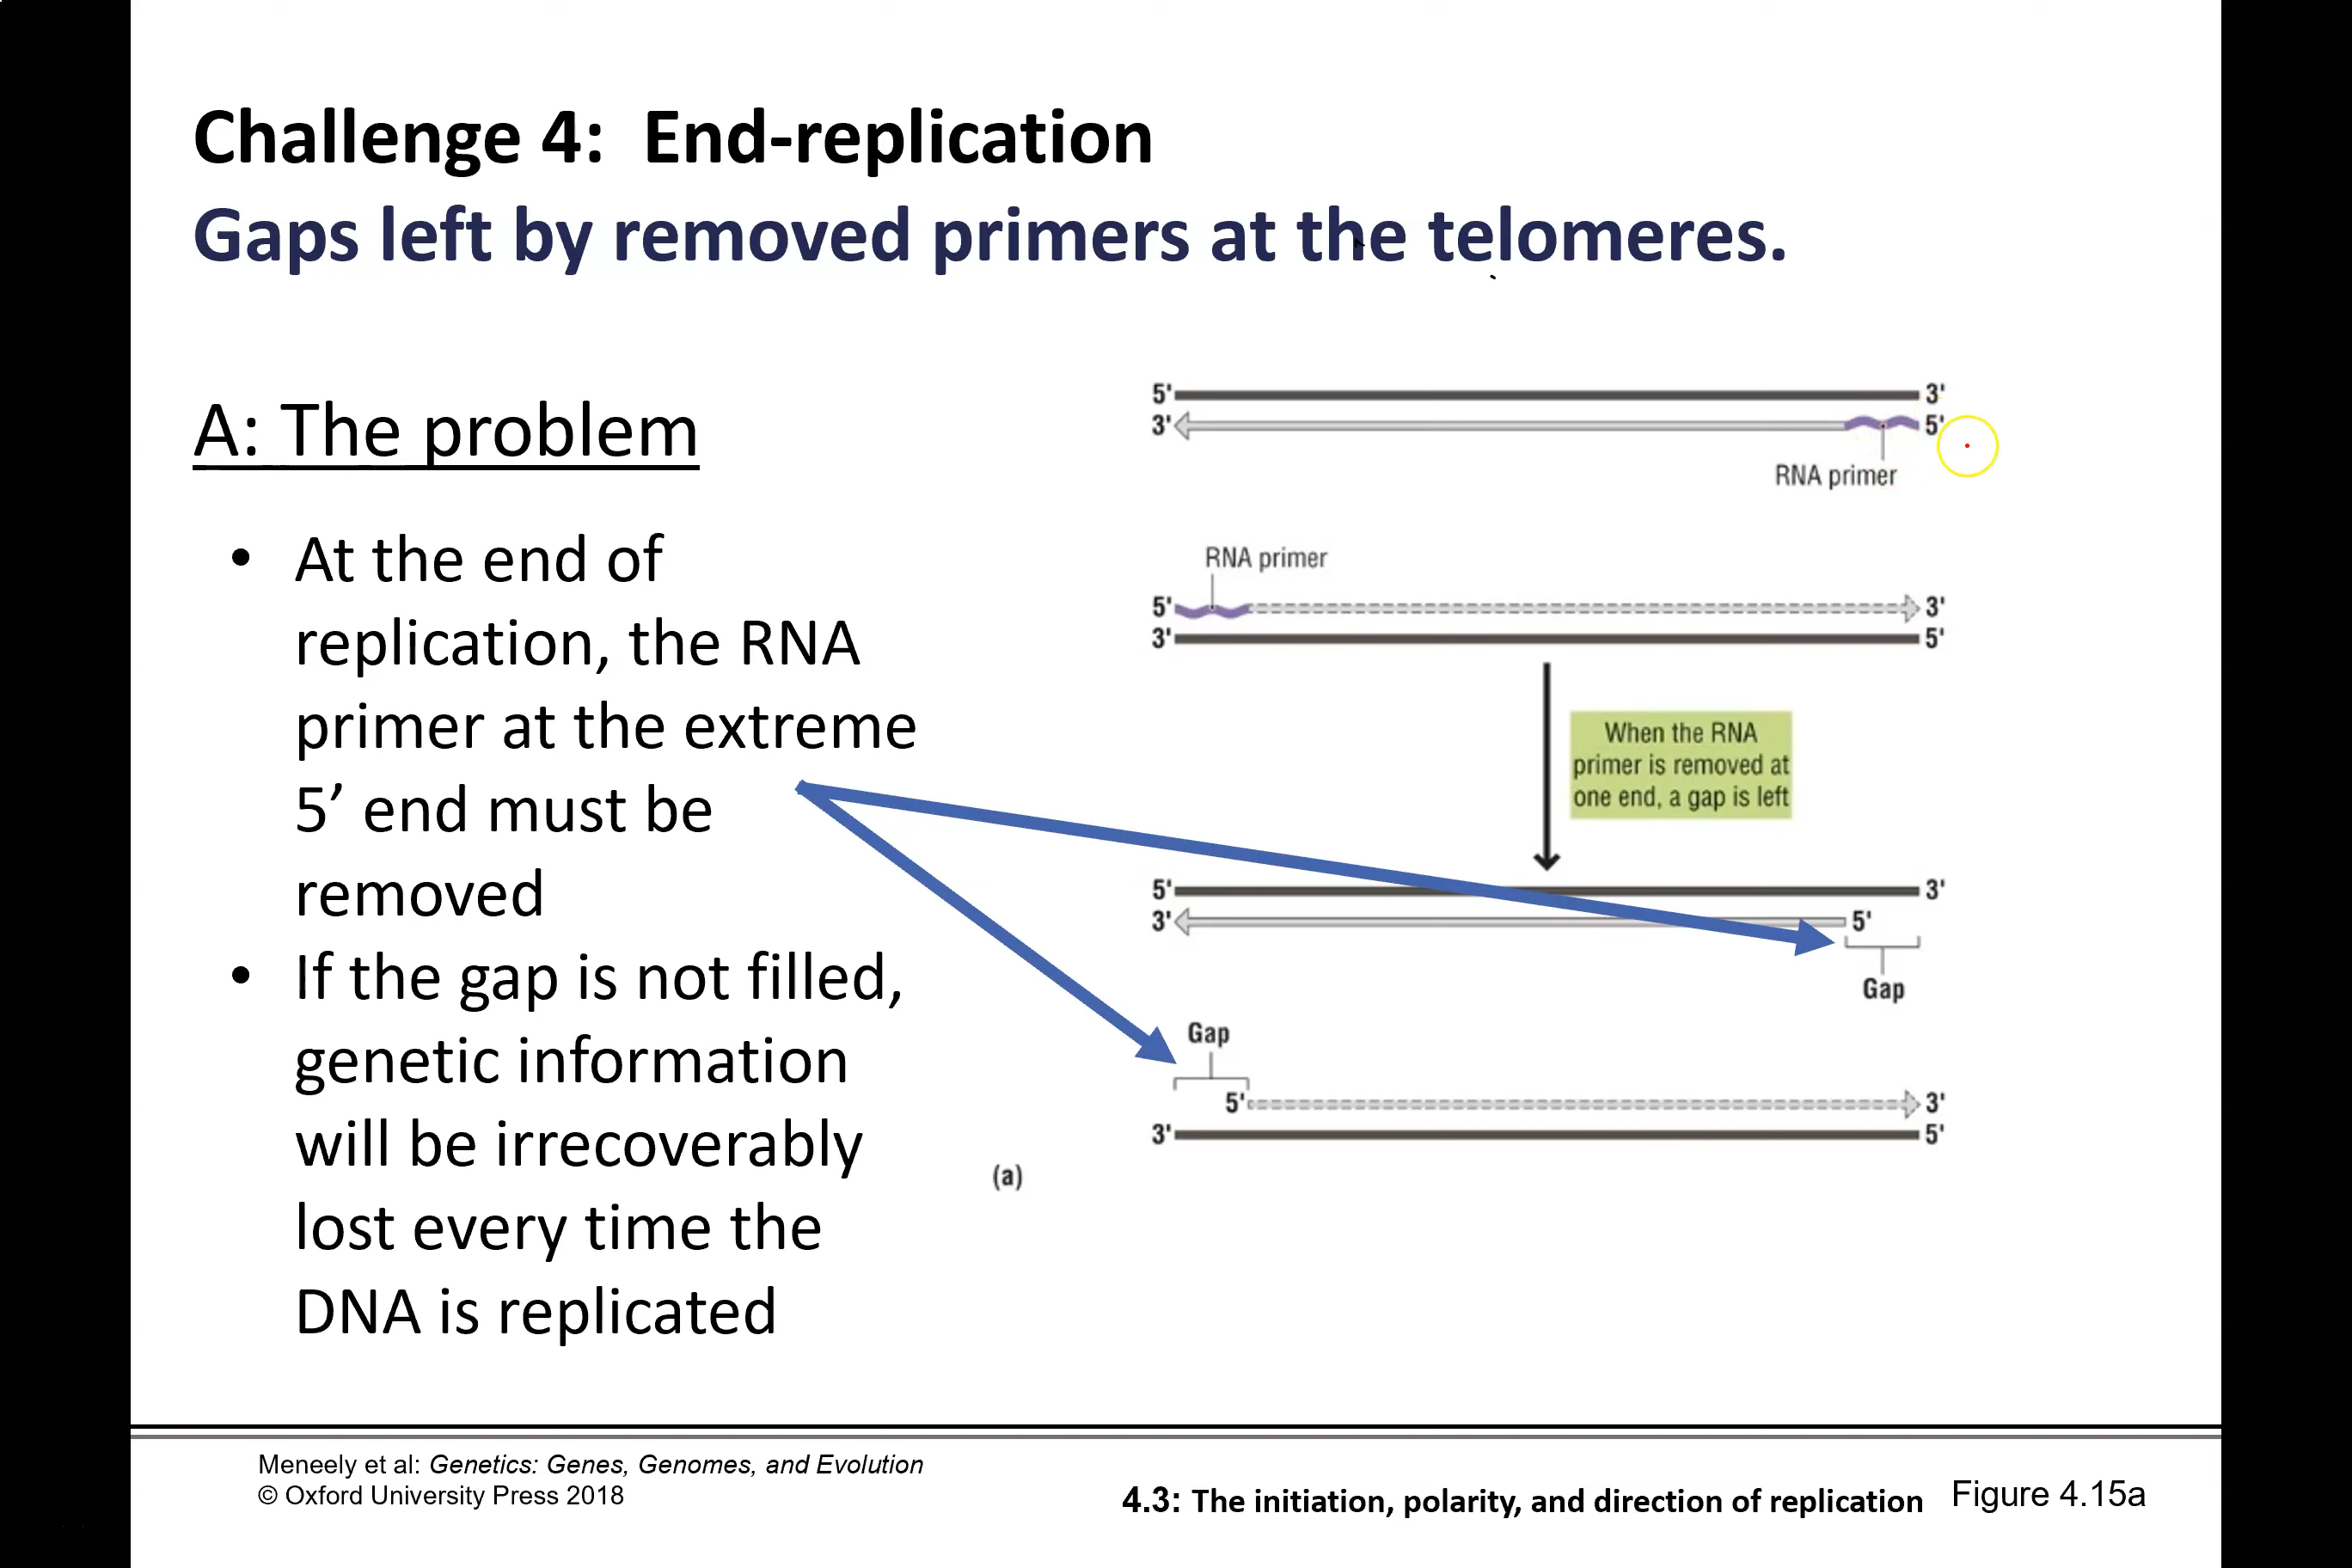 Challenge 4:  End-replication
Gaps left by removed primers at the telomeres.
A: The problem
• At the end of
replication, the RNA
primer at the extreme
5’ end must be
removed
• If the gap is not filled,
genetic information
will be irrecoverably
lost every time the
DNA is replicated
5' 3'
3' 5'
RNA primer
RNA primer
5' 3'
3' 5'
When the RNA
primer is removed at
one end, a gap is left
5' 3'
3' 5'
Gap
Gap
5' 3'
3' 5'
(a)
Meneely et al: Genetics: Genes, Genomes, and Evolution
© Oxford University Press 2018
4.3: The initiation, polarity, and direction of replication
Figure 4.15a